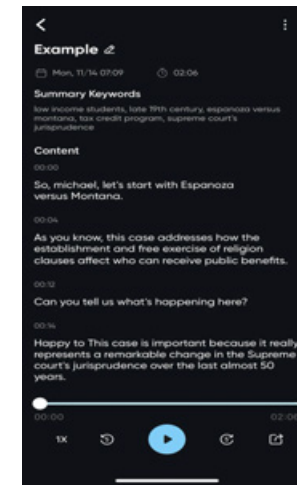 Example
Mon, 11/14 07:09 02:06
Summary Keywords
low income students, late 19th century, espanoza versus
montana, tax credit program, supreme court's
jurisprudence
Content
00:00
So, michael, let's start with Espanoza
versus Montana.
00:04
As you know, this case addresses how the
establishment and free exercise of religion
clauses affect who can receive public benefits.
00:12
Can you tell us what's happening here?
00:14
Happy to This case is important because it really
represents a remarkable change in the Supreme
court's jurisprudence over the last almost 50
years.
00:00 02:06
1X